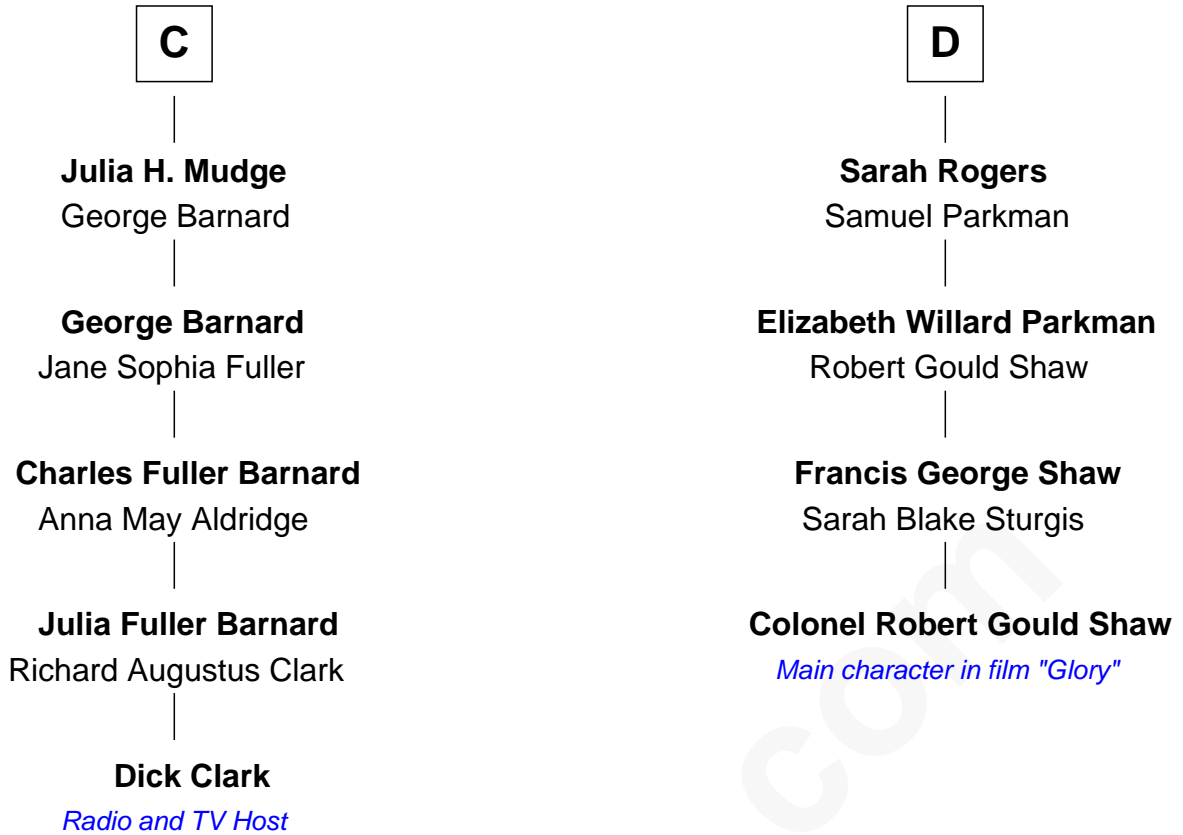 C
Julia H. Mudge
George Barnard
George Barnard
Jane Sophia Fuller
Charles Fuller Barnard
Anna May Aldridge
Julia Fuller Barnard
Richard Augustus Clark
Dick Clark
Radio and TV Host
D
Sarah Rogers
Samuel Parkman
Elizabeth Willard Parkman
Robert Gould Shaw
Francis George Shaw
Sarah Blake Sturgis
Colonel Robert Gould Shaw
Main character in film "Glory"
com